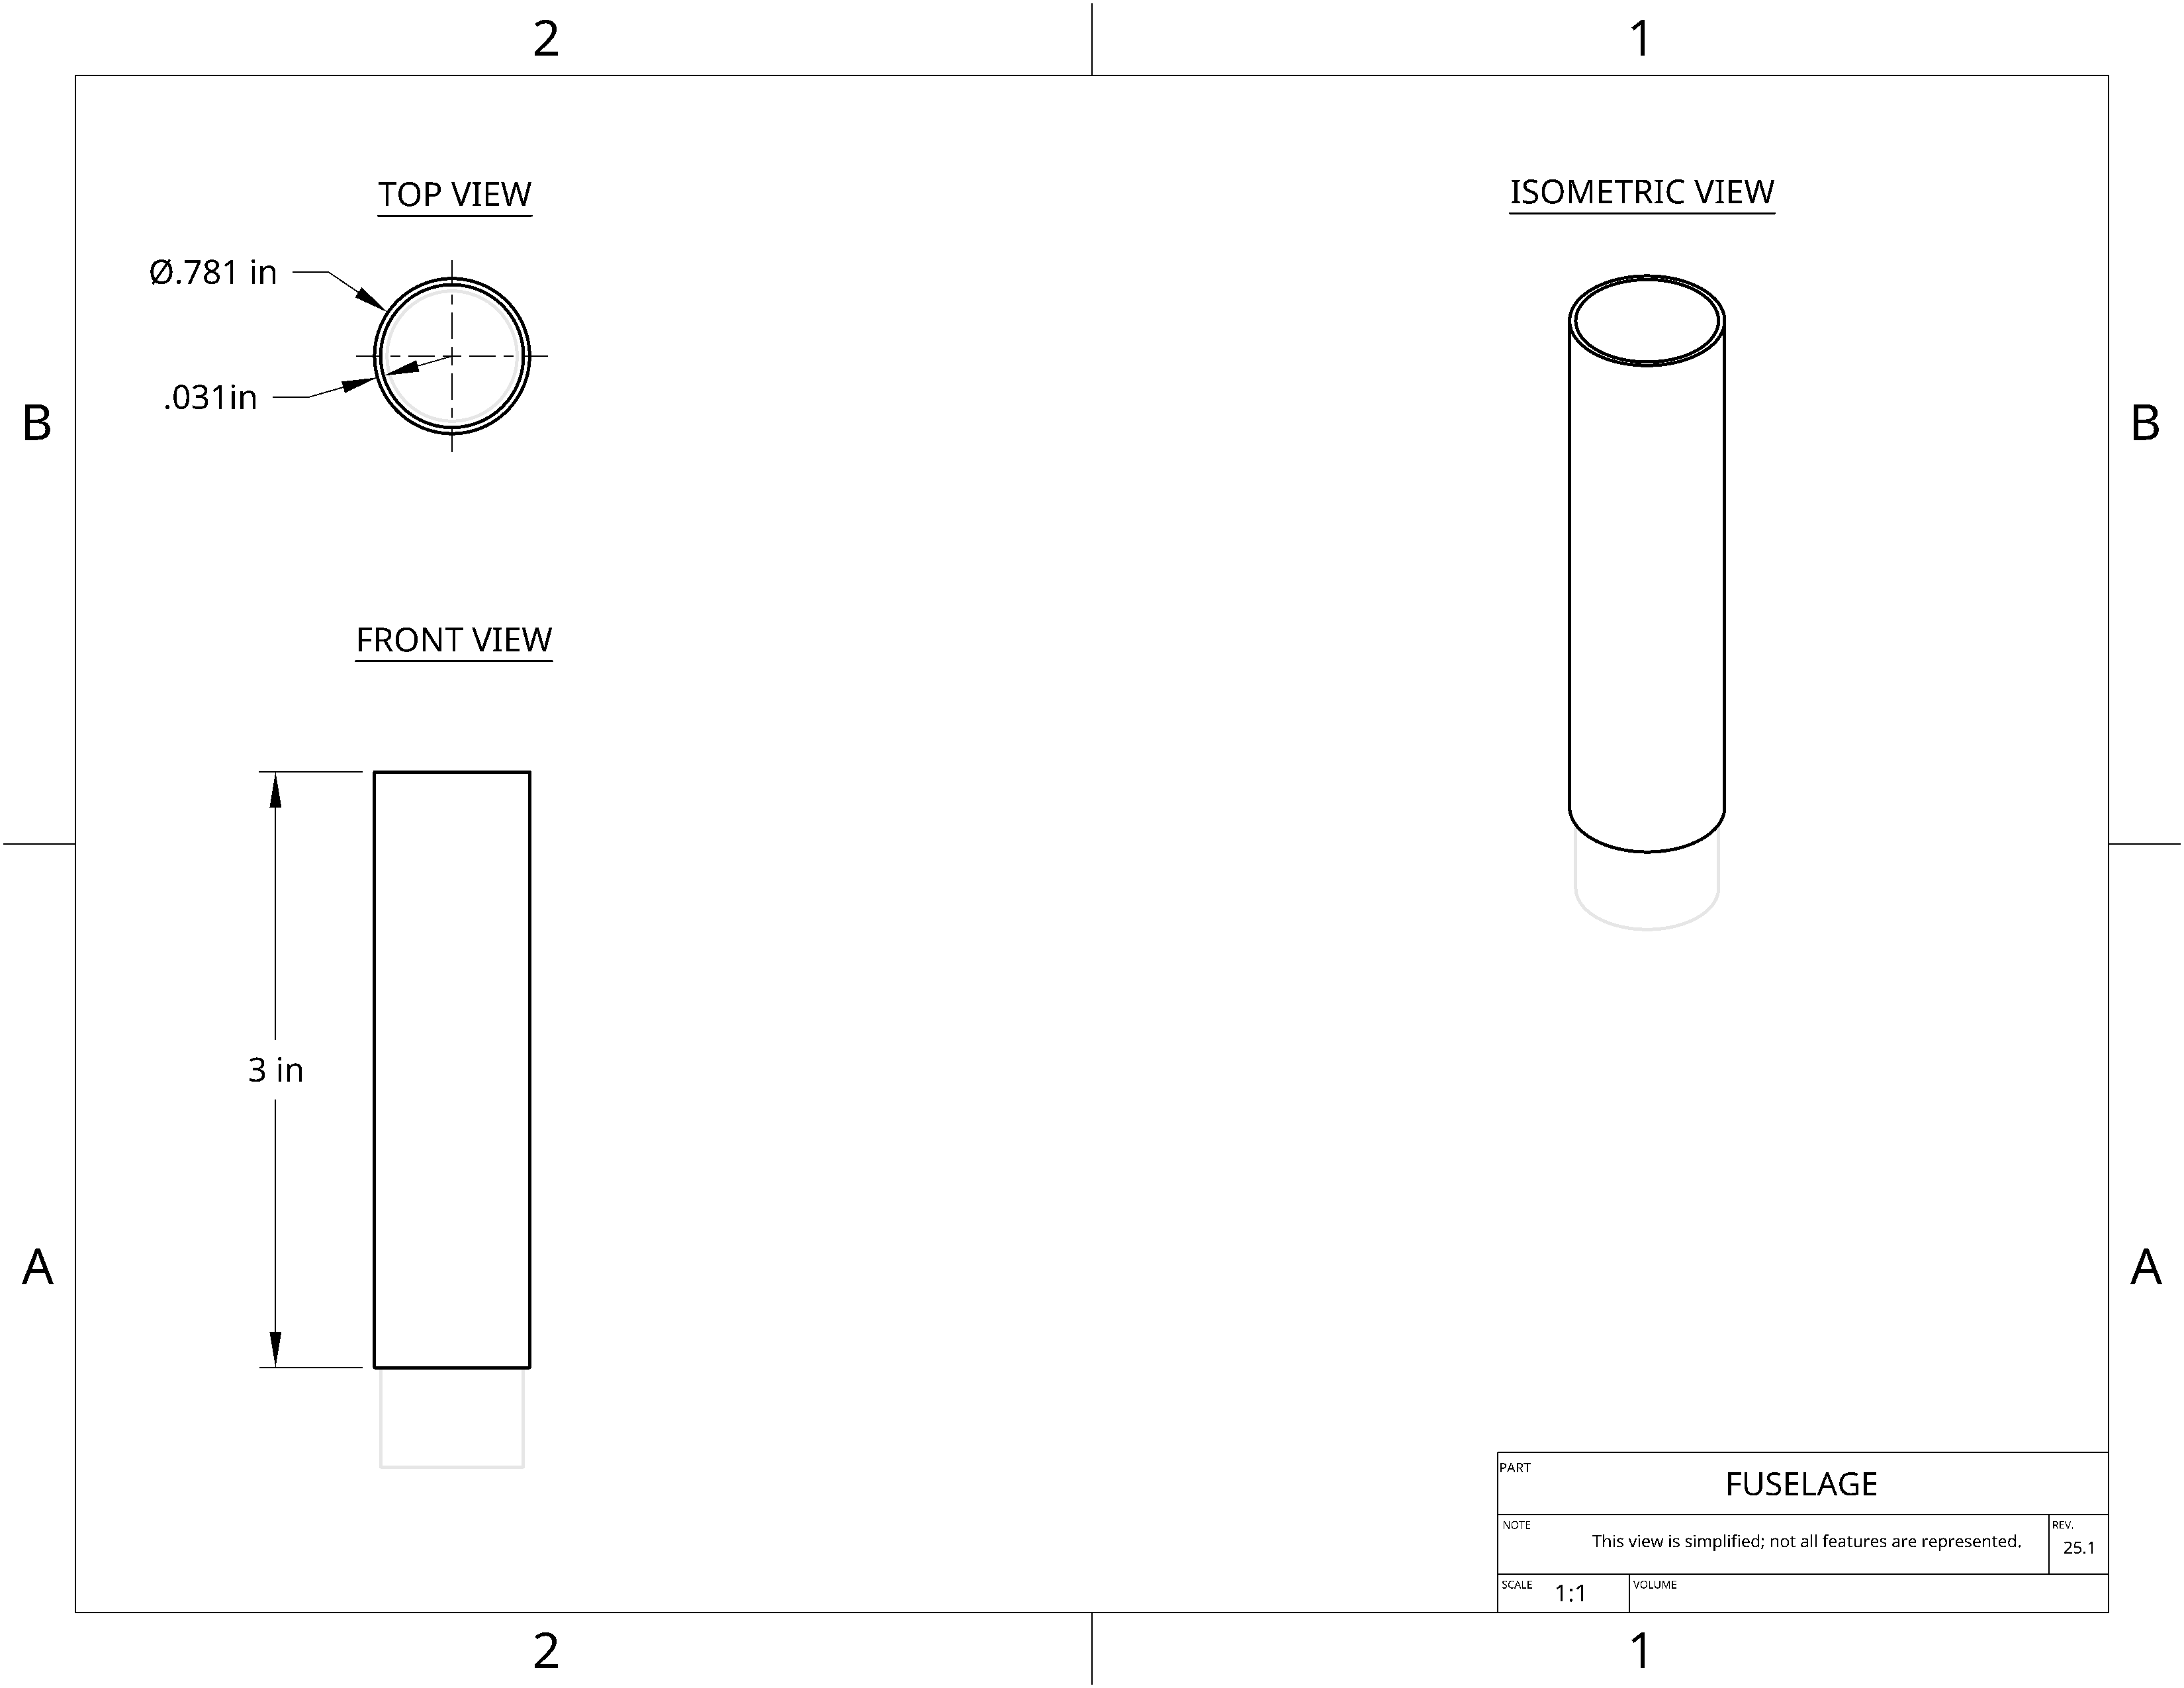 2
1
TOP VIEW
ISOMETRIC VIEW
Ø.781 in
.031in
B
B
FRONT VIEW
3 in
A
A
PART
FUSELAGE
NOTE
This view is simplified; not all features are represented.
REV.
25.1
SCALE
1:1
VOLUME
2
1